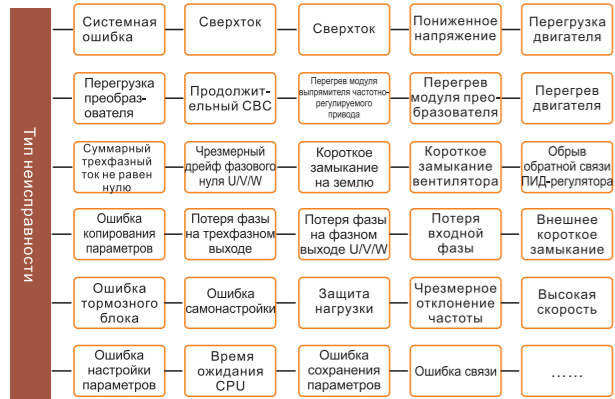 Тип неисправности
Системная
ошибка
Сверхток
Сверхток
Пониженное
напряжение
Перегрузка
двигателя
Перегрузка
преобраз-
ователя
Продолжит-
ельный СВС
Перегрев модуля
выпрямителя частотно-
регулируемого
привода
Перегрев
модуля прео-
бразователя
Перегрев
двигателя
Суммарный
трехфазный
ток не равен
нулю
Чрезмерный
дрейф фазового
нуля U/V/W
Короткое
замыкание
на землю
Короткое
замыкание
вентилятора
Обрыв
обратной связи
ПИД-регулятора
Ошибка
копирования
параметров
Потеря фазы
на трехфазном
выходе
Потеря фазы
на фазном
выходе U/V/W
Потеря
входной
фазы
Внешнее
короткое
замыкание
Ошибка
тормозного
блока
Ошибка
самонастройки
Защита
нагрузки
Чрезмерное
отклонение
частоты
Высокая
скорость
Ошибка
настройки
параметров
Время
ожидания
CPU
Ошибка
сохранения
параметров
Ошибка связи
……